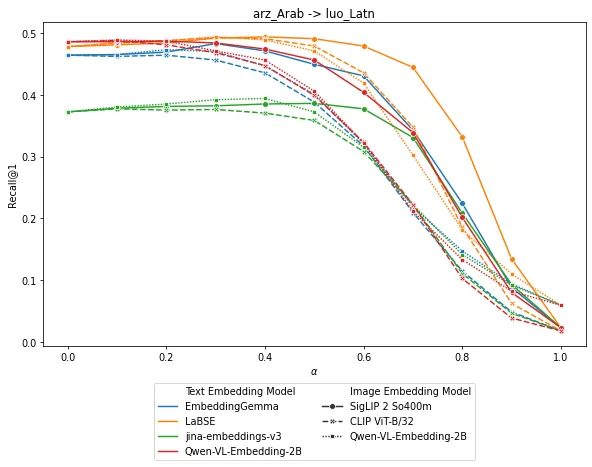 arz_Arab -> luo_Latn
Recall@1
0.5
0.4
0.3
0.2
0.1
0.0
0.0 0.2 0.4 0.6 0.8 1.0
α
Text Embedding Model
EmbeddingGemma
LaBSE
jina-embeddings-v3
Qwen-VL-Embedding-2B
Image Embedding Model
SigLIP 2 So400m
CLIP ViT-B/32
Qwen-VL-Embedding-2B